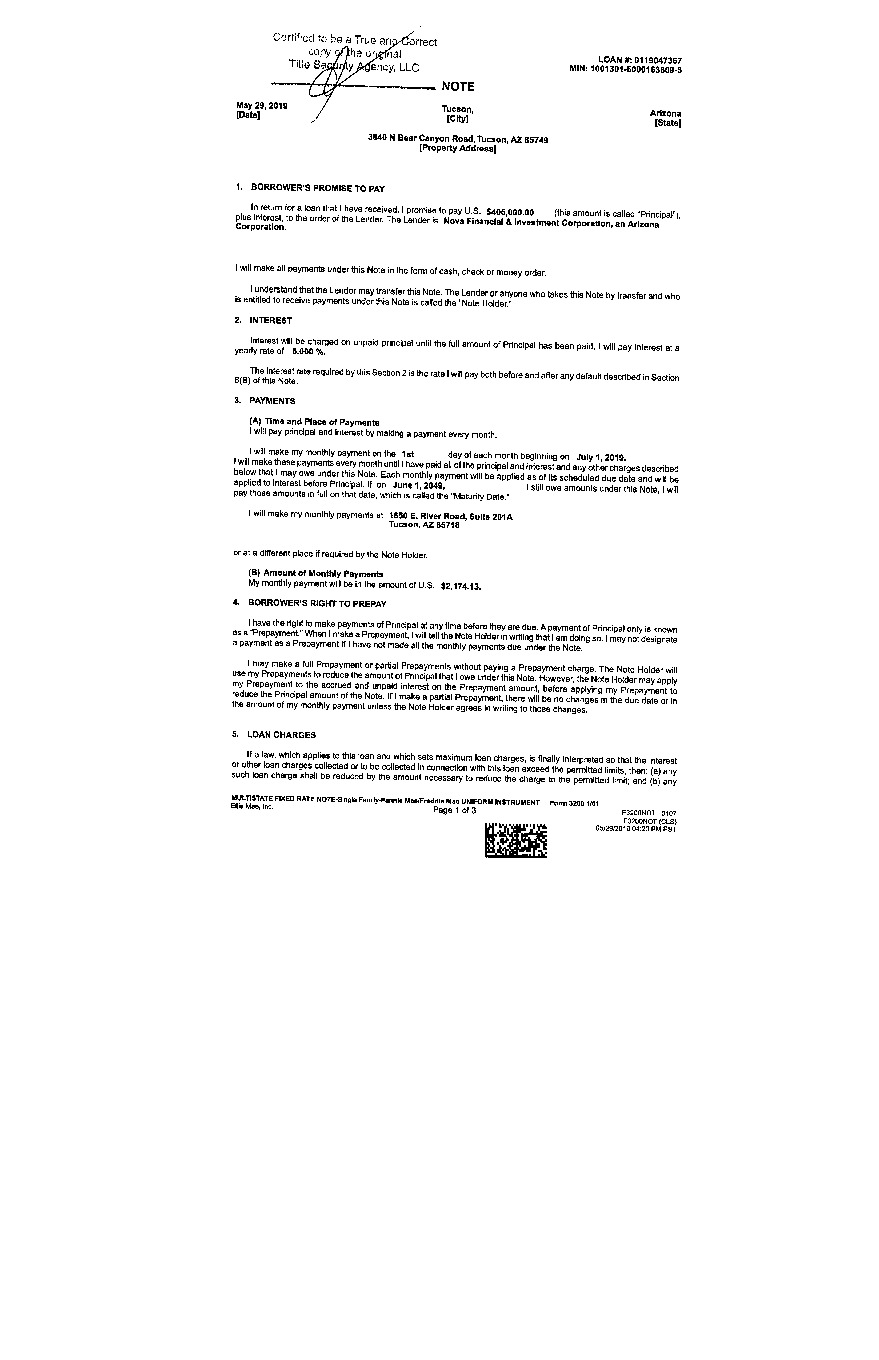 Certified to be a True and Correct
copy of the original
Title Security Agency, LLC
LOAN #: 0119047367
MIN: 1001301-5000163609-5
NOTE
May 29, 2019
[Date]
Tucson,
[City]
Arizona
[State]
3840 N Bear Canyon Road, Tucson, AZ 85749
[Property Address]
1. BORROWER'S PROMISE TO PAY
In return for a loan that I have received, I promise to pay U.S. $405,000.00 (this amount is called "Principal"),
plus interest, to the order of the Lender. The Lender is Nova Financial & Investment Corporation, an Arizona
Corporation.
I will make all payments under this Note in the form of cash, check or money order.
I understand that the Lender may transfer this Note. The Lender or anyone who takes this Note by transfer and who
is entitled to receive payments under this Note is called the "Note Holder."
2. INTEREST
Interest will be charged on unpaid principal until the full amount of Principal has been paid. I will pay interest at a
yearly rate of 5.000 %.
The interest rate required by this Section 2 is the rate I will pay both before and after any default described in Section
6(B) of this Note.
3. PAYMENTS
(A) Time and Place of Payments
I will pay principal and interest by making a payment every month.
I will make my monthly payment on the 1st day of each month beginning on July 1, 2019.
I will make these payments every month until I have paid all of the principal and interest and any other charges described
below that I may owe under this Note. Each monthly payment will be applied as of its scheduled due date and will be
applied to interest before Principal. If, on June 1, 2049, I still owe amounts under this Note, I will
pay those amounts in full on that date, which is called the "Maturity Date."
I will make my monthly payments at 1650 E. River Road, Suite 201A
Tucson, AZ 85718
or at a different place if required by the Note Holder.
(B) Amount of Monthly Payments
My monthly payment will be in the amount of U.S. $2,174.13.
4. BORROWER'S RIGHT TO PREPAY
I have the right to make payments of Principal at any time before they are due. A payment of Principal only is known
as a "Prepayment." When I make a Prepayment, I will tell the Note Holder in writing that I am doing so. I may not designate
a payment as a Prepayment if I have not made all the monthly payments due under the Note.
I may make a full Prepayment or partial Prepayments without paying a Prepayment charge. The Note Holder will
use my Prepayments to reduce the amount of Principal that I owe under this Note. However, the Note Holder may apply
my Prepayment to the accrued and unpaid interest on the Prepayment amount, before applying my Prepayment to
reduce the Principal amount of the Note. If I make a partial Prepayment, there will be no changes in the due date or in
the amount of my monthly payment unless the Note Holder agrees in writing to those changes.
5. LOAN CHARGES
If a law, which applies to this loan and which sets maximum loan charges, is finally interpreted so that the interest
or other loan charges collected or to be collected in connection with this loan exceed the permitted limits, then: (a) any
such loan charge shall be reduced by the amount necessary to reduce the charge to the permitted limit; and (b) any
MULTISTATE FIXED RATE NOTE-Single Family-Fannie Mae/Freddie Mac UNIFORM INSTRUMENT Form 3200 1/01
Ellie Mae, Inc.
Page 1 of 3
F3200NOT 0107
F3200NOT (CLS)
05/29/2019 04:23 PM PST